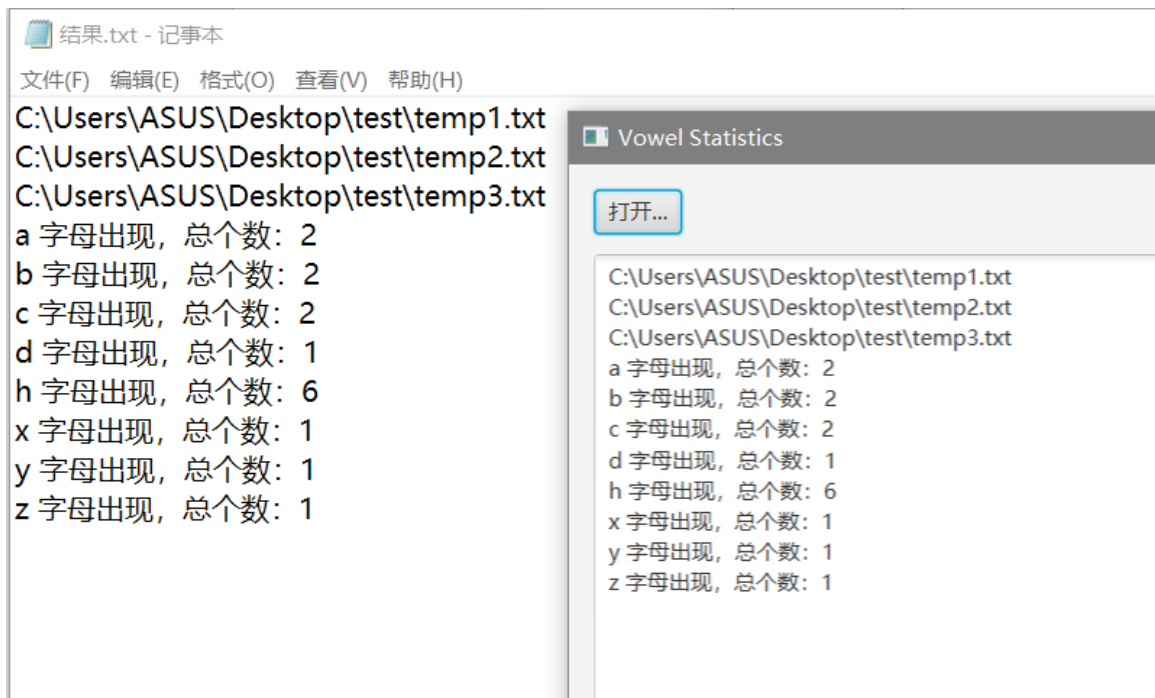 结果.txt - 记事本
文件(F) 编辑(E) 格式(O) 查看(V) 帮助(H)
C:\Users\ASUS\Desktop\test\temp1.txt
C:\Users\ASUS\Desktop\test\temp2.txt
C:\Users\ASUS\Desktop\test\temp3.txt
a 字母出现，总个数：2
b 字母出现，总个数：2
c 字母出现，总个数：2
d 字母出现，总个数：1
h 字母出现，总个数：6
x 字母出现，总个数：1
y 字母出现，总个数：1
z 字母出现，总个数：1
Vowel Statistics
打开...
C:\Users\ASUS\Desktop\test\temp1.txt
C:\Users\ASUS\Desktop\test\temp2.txt
C:\Users\ASUS\Desktop\test\temp3.txt
a 字母出现，总个数：2
b 字母出现，总个数：2
c 字母出现，总个数：2
d 字母出现，总个数：1
h 字母出现，总个数：6
x 字母出现，总个数：1
y 字母出现，总个数：1
z 字母出现，总个数：1